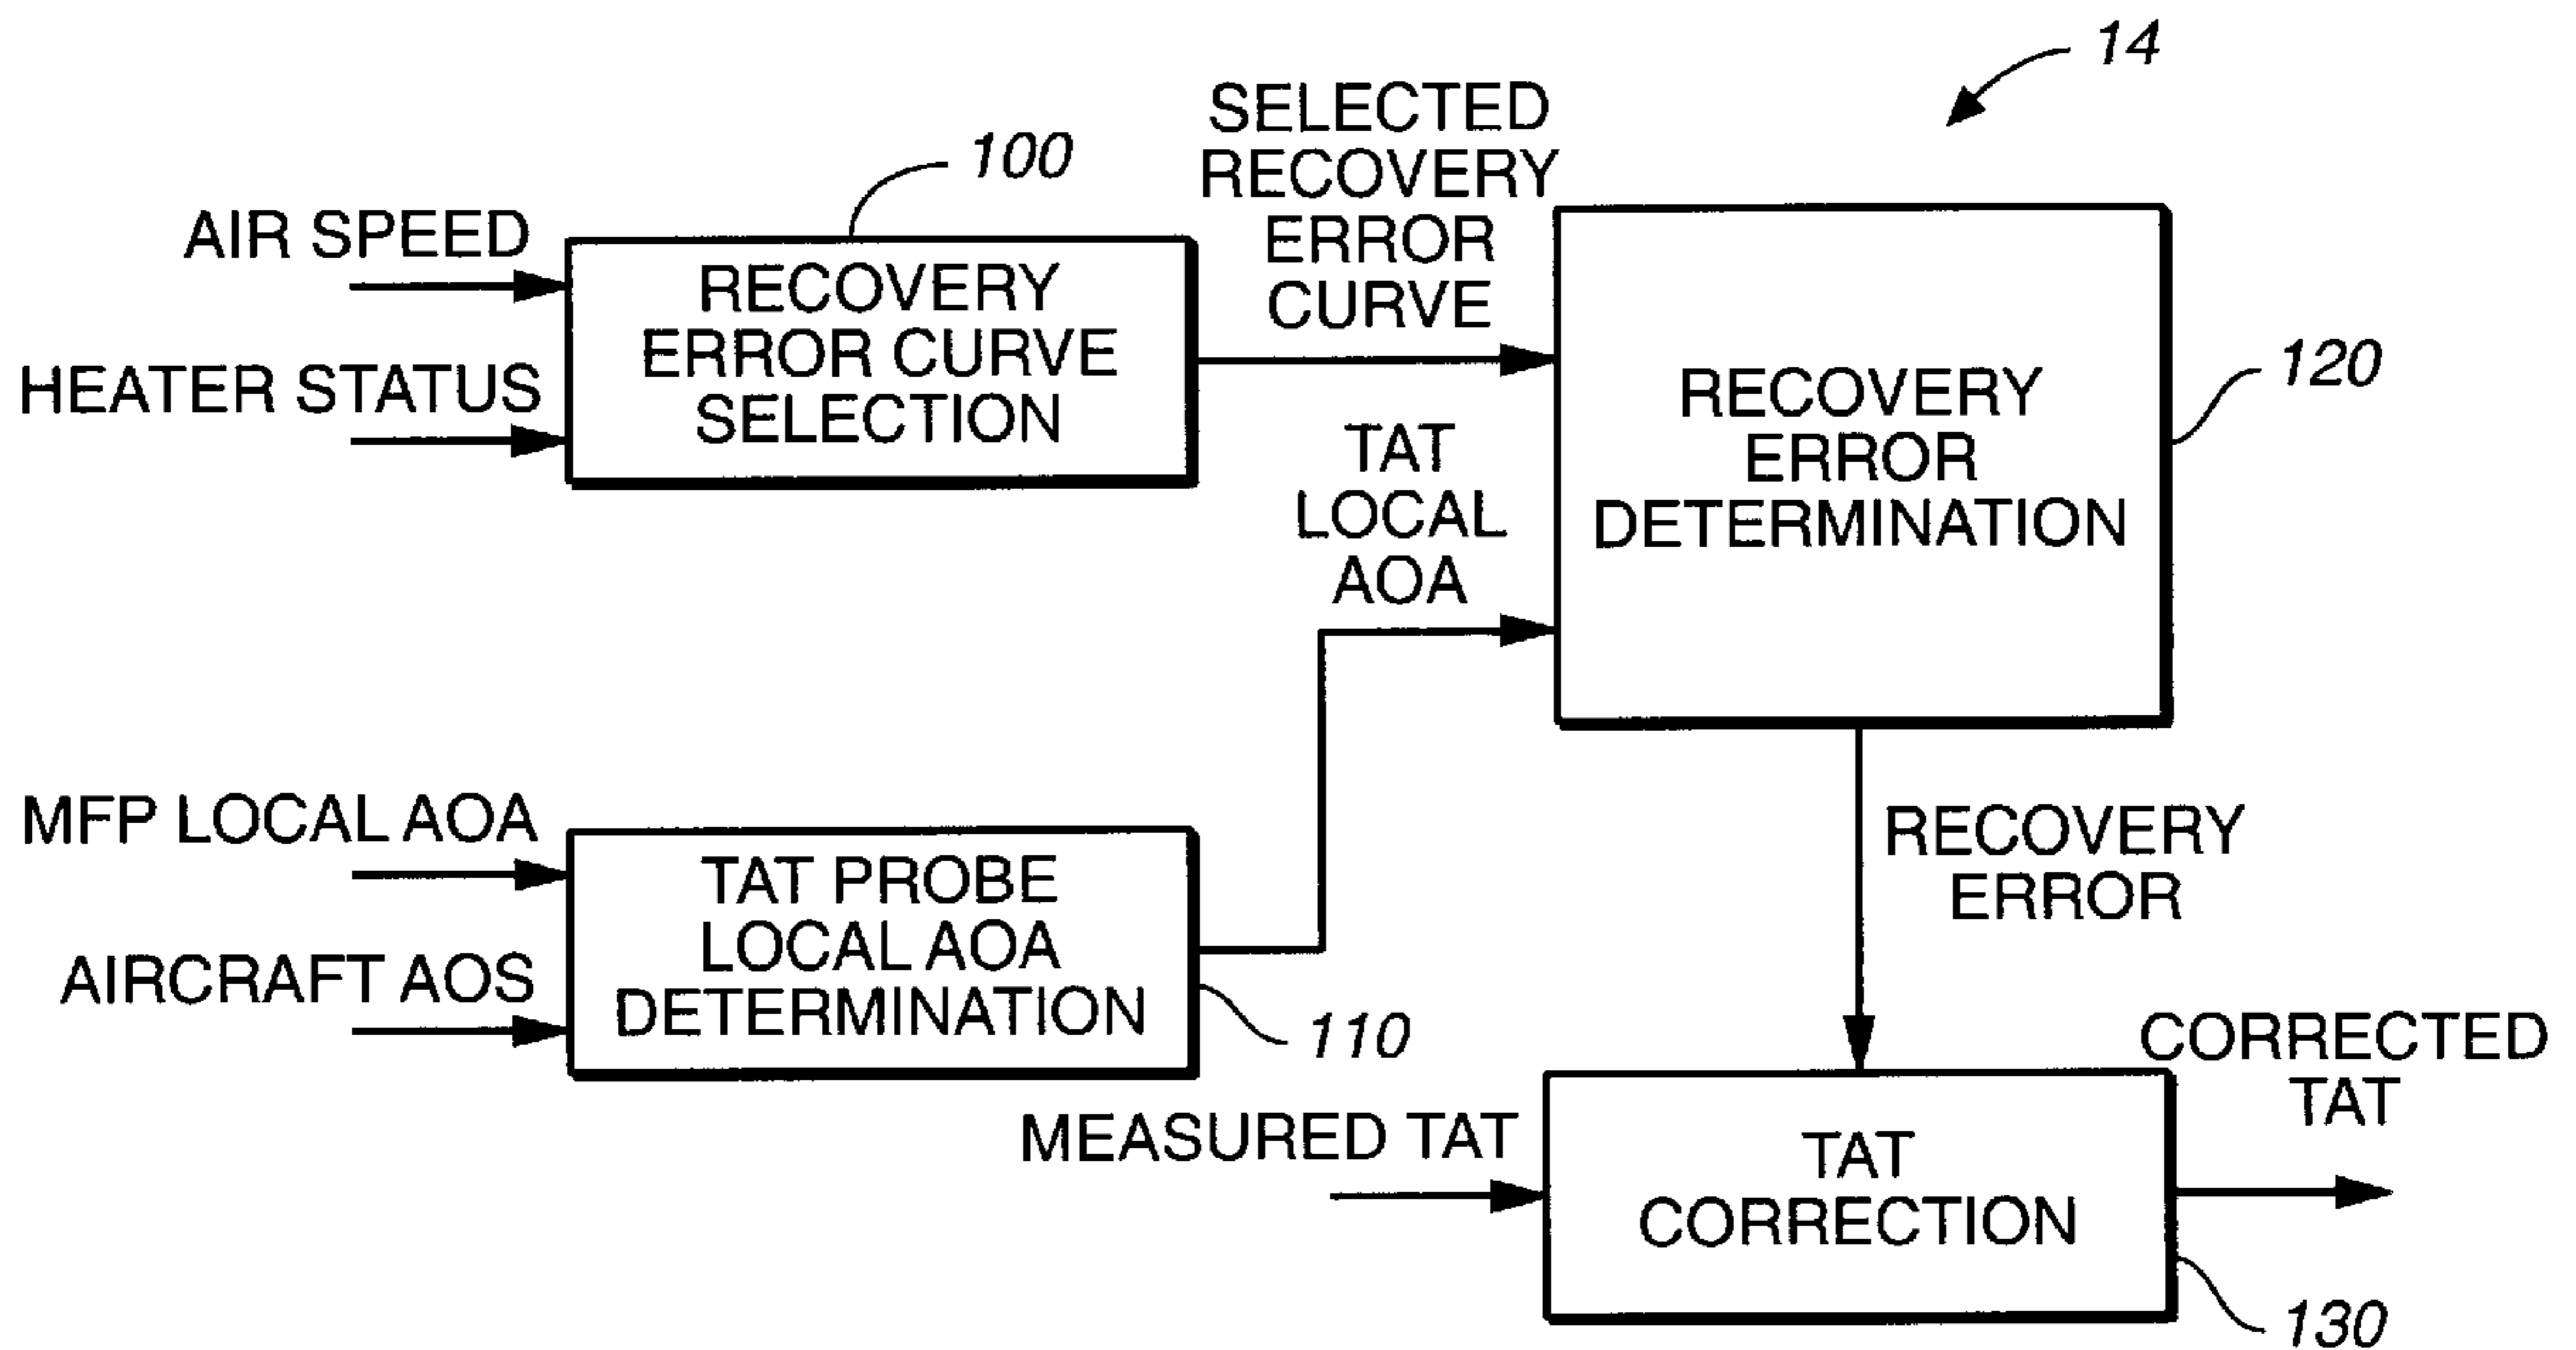 14
100
SELECTED
RECOVERY
ERROR
CURVE
AIR SPEED
HEATER STATUS
RECOVERY
ERROR CURVE
SELECTION
TAT
LOCAL
AOA
RECOVERY
ERROR
DETERMINATION
120
MFP LOCAL AOA
AIRCRAFT AOS
TAT PROBE
LOCAL AOA
DETERMINATION
110
RECOVERY
ERROR
MEASURED TAT
TAT
CORRECTION
CORRECTED
TAT
130